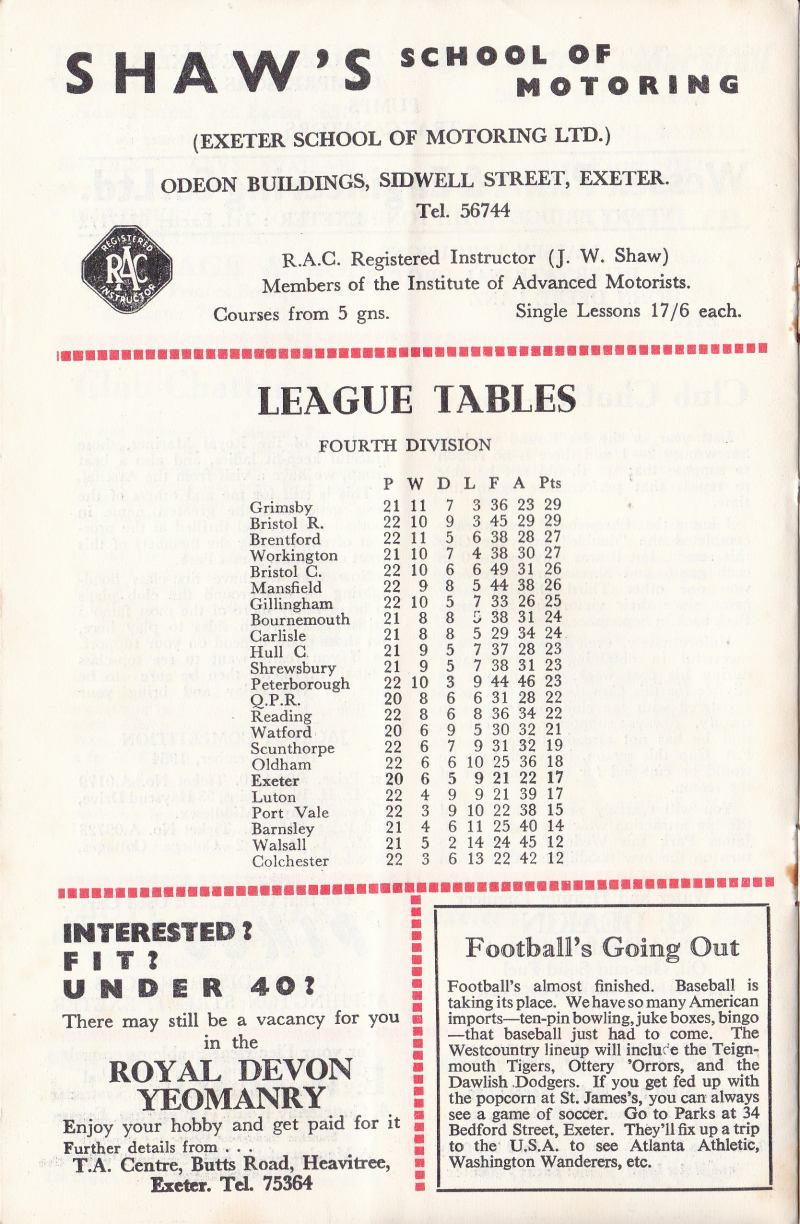 SHAW'S SCHOOL OF
MOTORING
(EXETER SCHOOL OF MOTORING LTD.)
ODEON BUILDINGS, SIDWELL STREET, EXETER.
Tel. 56744
REGISTERED
RAC
INSTRUCTOR
R.A.C. Registered Instructor (J. W. Shaw)
Members of the Institute of Advanced Motorists.
Courses from 5 gns. Single Lessons 17/6 each.
LEAGUE TABLES
FOURTH DIVISION
P W D L F A Pts
Grimsby 21 11 7 3 36 23 29
Bristol R. 22 10 9 3 45 29 29
Brentford 22 11 5 6 38 28 27
Workington 21 10 7 4 38 30 27
Bristol C. 22 10 6 6 49 31 26
Mansfield 22 9 8 5 44 38 26
Gillingham 22 10 5 7 33 26 25
Bournemouth 21 8 8 5 38 31 24
Carlisle 21 8 8 5 29 34 24
Hull C. 21 9 5 7 37 28 23
Shrewsbury 21 9 5 7 38 31 23
Peterborough 22 10 3 9 44 46 23
Q.P.R. 20 8 6 6 31 28 22
Reading 22 8 6 8 36 34 22
Watford 20 6 9 5 30 32 21
Scunthorpe 22 6 7 9 31 32 19
Oldham 22 6 6 10 25 36 18
Exeter 20 6 5 9 21 22 17
Luton 22 4 9 9 21 39 17
Port Vale 22 3 9 10 22 38 15
Barnsley 21 4 6 11 25 40 14
Walsall 21 5 2 14 24 45 12
Colchester 22 3 6 13 22 42 12
INTERESTED?
FIT?
UNDER 40?
There may still be a vacancy for you
in the
ROYAL DEVON
YEOMANRY
Enjoy your hobby and get paid for it
Further details from . . .
T.A. Centre, Butts Road, Heavitree,
Exeter. Tel. 75364
Football's Going Out
Football's almost finished. Baseball is
taking its place. We have so many American
imports—ten-pin bowling, juke boxes, bingo
—that baseball just had to come. The
Westcountry lineup will include the Teign-
mouth Tigers, Ottery 'Orrors, and the
Dawlish Dodgers. If you get fed up with
the popcorn at St. James's, you can always
see a game of soccer. Go to Parks at 34
Bedford Street, Exeter. They'll fix up a trip
to the U.S.A. to see Atlanta Athletic,
Washington Wanderers, etc.